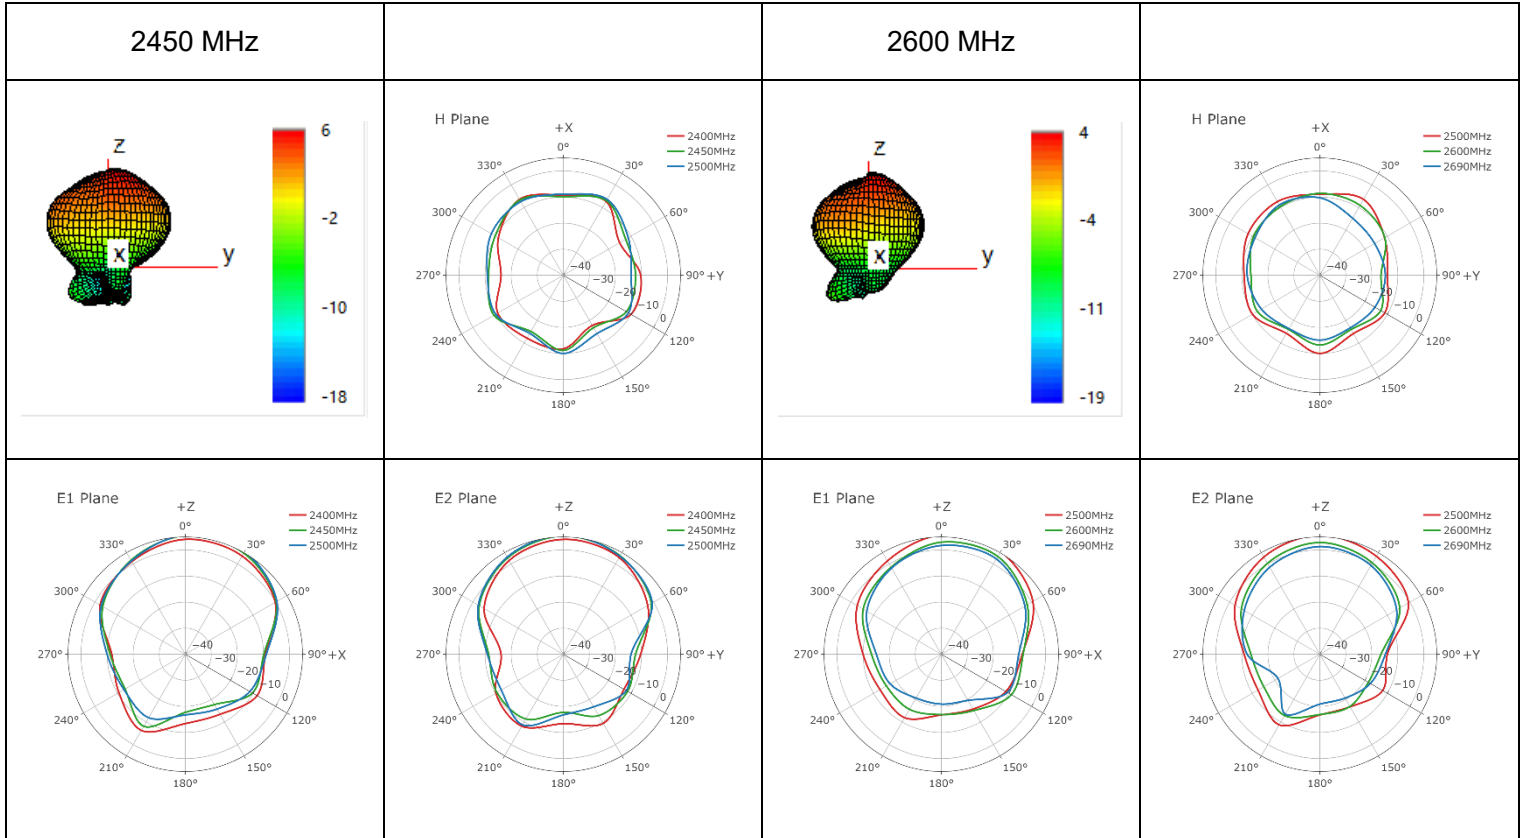 2450 MHz
2600 MHz
z
x
y
6
-2
-10
-18
H Plane
+X
0°
30°
60°
90° +Y
120°
150°
180°
210°
240°
270°
300°
330°
−40
−30
−20
−10
0
2400MHz
2450MHz
2500MHz
z
x
y
4
-4
-11
-19
H Plane
+X
0°
30°
60°
90° +Y
120°
150°
180°
210°
240°
270°
300°
330°
−40
−30
−20
−10
0
2500MHz
2600MHz
2690MHz
E1 Plane
+Z
0°
30°
60°
90° +X
120°
150°
180°
210°
240°
270°
300°
330°
−40
−30
−20
−10
0
2400MHz
2450MHz
2500MHz
E2 Plane
+Z
0°
30°
60°
90° +Y
120°
150°
180°
210°
240°
270°
300°
330°
−40
−30
−20
−10
0
2400MHz
2450MHz
2500MHz
E1 Plane
+Z
0°
30°
60°
90° +X
120°
150°
180°
210°
240°
270°
300°
330°
−40
−30
−20
−10
0
2500MHz
2600MHz
2690MHz
E2 Plane
+Z
0°
30°
60°
90° +Y
120°
150°
180°
210°
240°
270°
300°
330°
−40
−30
−20
−10
0
2500MHz
2600MHz
2690MHz